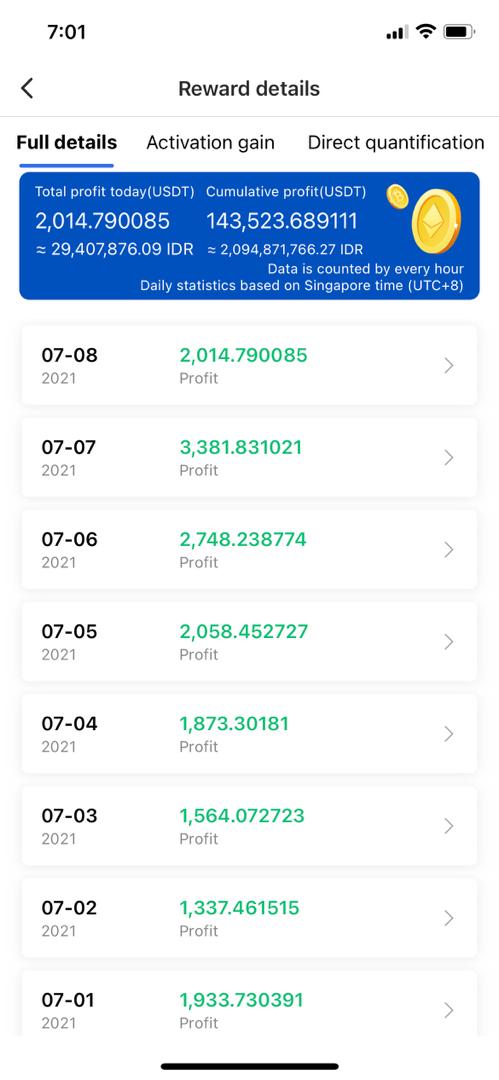 7:01
Reward details
Full details Activation gain Direct quantification
Total profit today(USDT) Cumulative profit(USDT)
2,014.790085 143,523.689111
≈ 29,407,876.09 IDR ≈ 2,094,871,766.27 IDR
Data is counted by every hour
Daily statistics based on Singapore time (UTC+8)
07-08 2,014.790085
2021 Profit
07-07 3,381.831021
2021 Profit
07-06 2,748.238774
2021 Profit
07-05 2,058.452727
2021 Profit
07-04 1,873.30181
2021 Profit
07-03 1,564.072723
2021 Profit
07-02 1,337.461515
2021 Profit
07-01 1,933.730391
2021 Profit